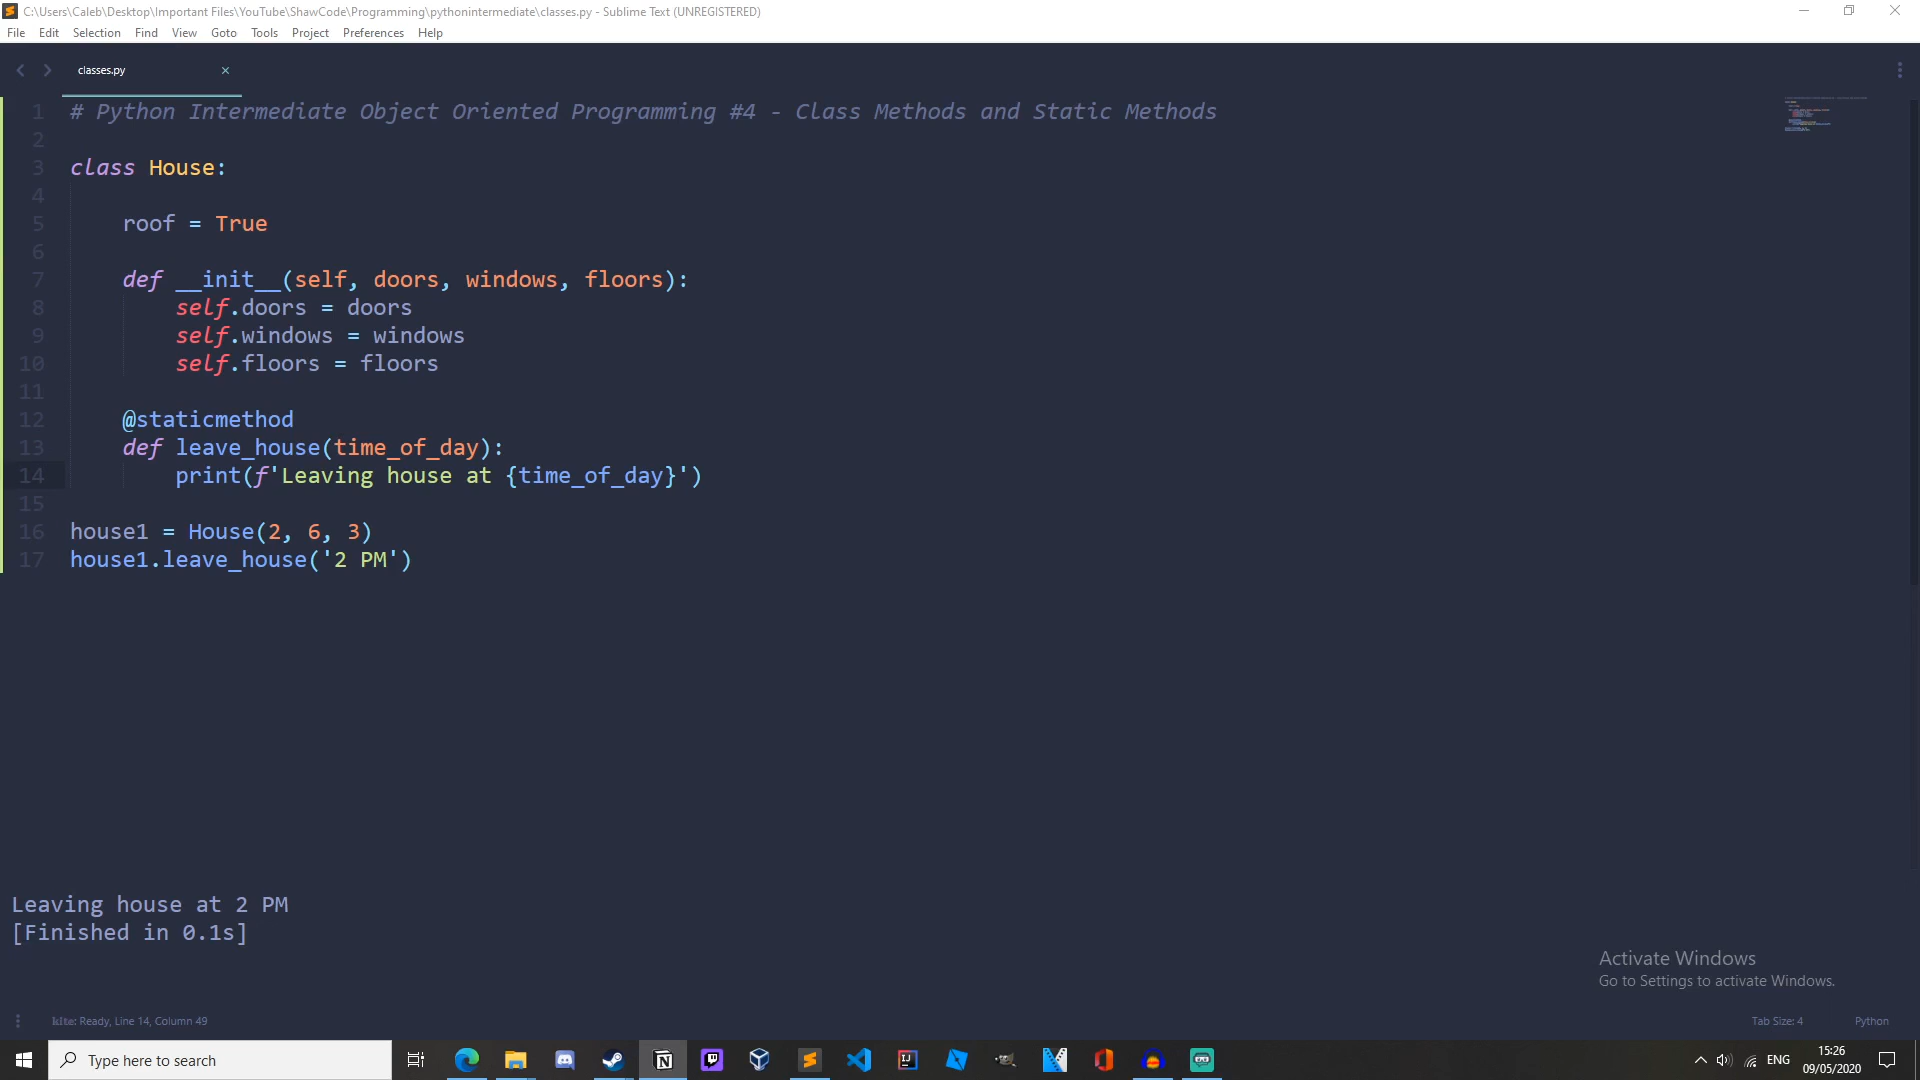 C:\Users\Caleb\Desktop\Important Files\YouTube\ShawCode\Programming\pythonintermediate\classes.py - Sublime Text (UNREGISTERED)
File Edit Selection Find View Goto Tools Project Preferences Help
classes.py
1 # Python Intermediate Object Oriented Programming #4 - Class Methods and Static Methods
2
3 class House:
4
5     roof = True
6
7     def __init__(self, doors, windows, floors):
8         self.doors = doors
9         self.windows = windows
10         self.floors = floors
11
12     @staticmethod
13     def leave_house(time_of_day):
14         print(f'Leaving house at {time_of_day}')
15
16 house1 = House(2, 6, 3)
17 house1.leave_house('2 PM')
Leaving house at 2 PM
[Finished in 0.1s]
Activate Windows
Go to Settings to activate Windows.
kite: Ready, Line 14, Column 49 Tab Size: 4 Python
Type here to search
ENG
15:26
09/05/2020